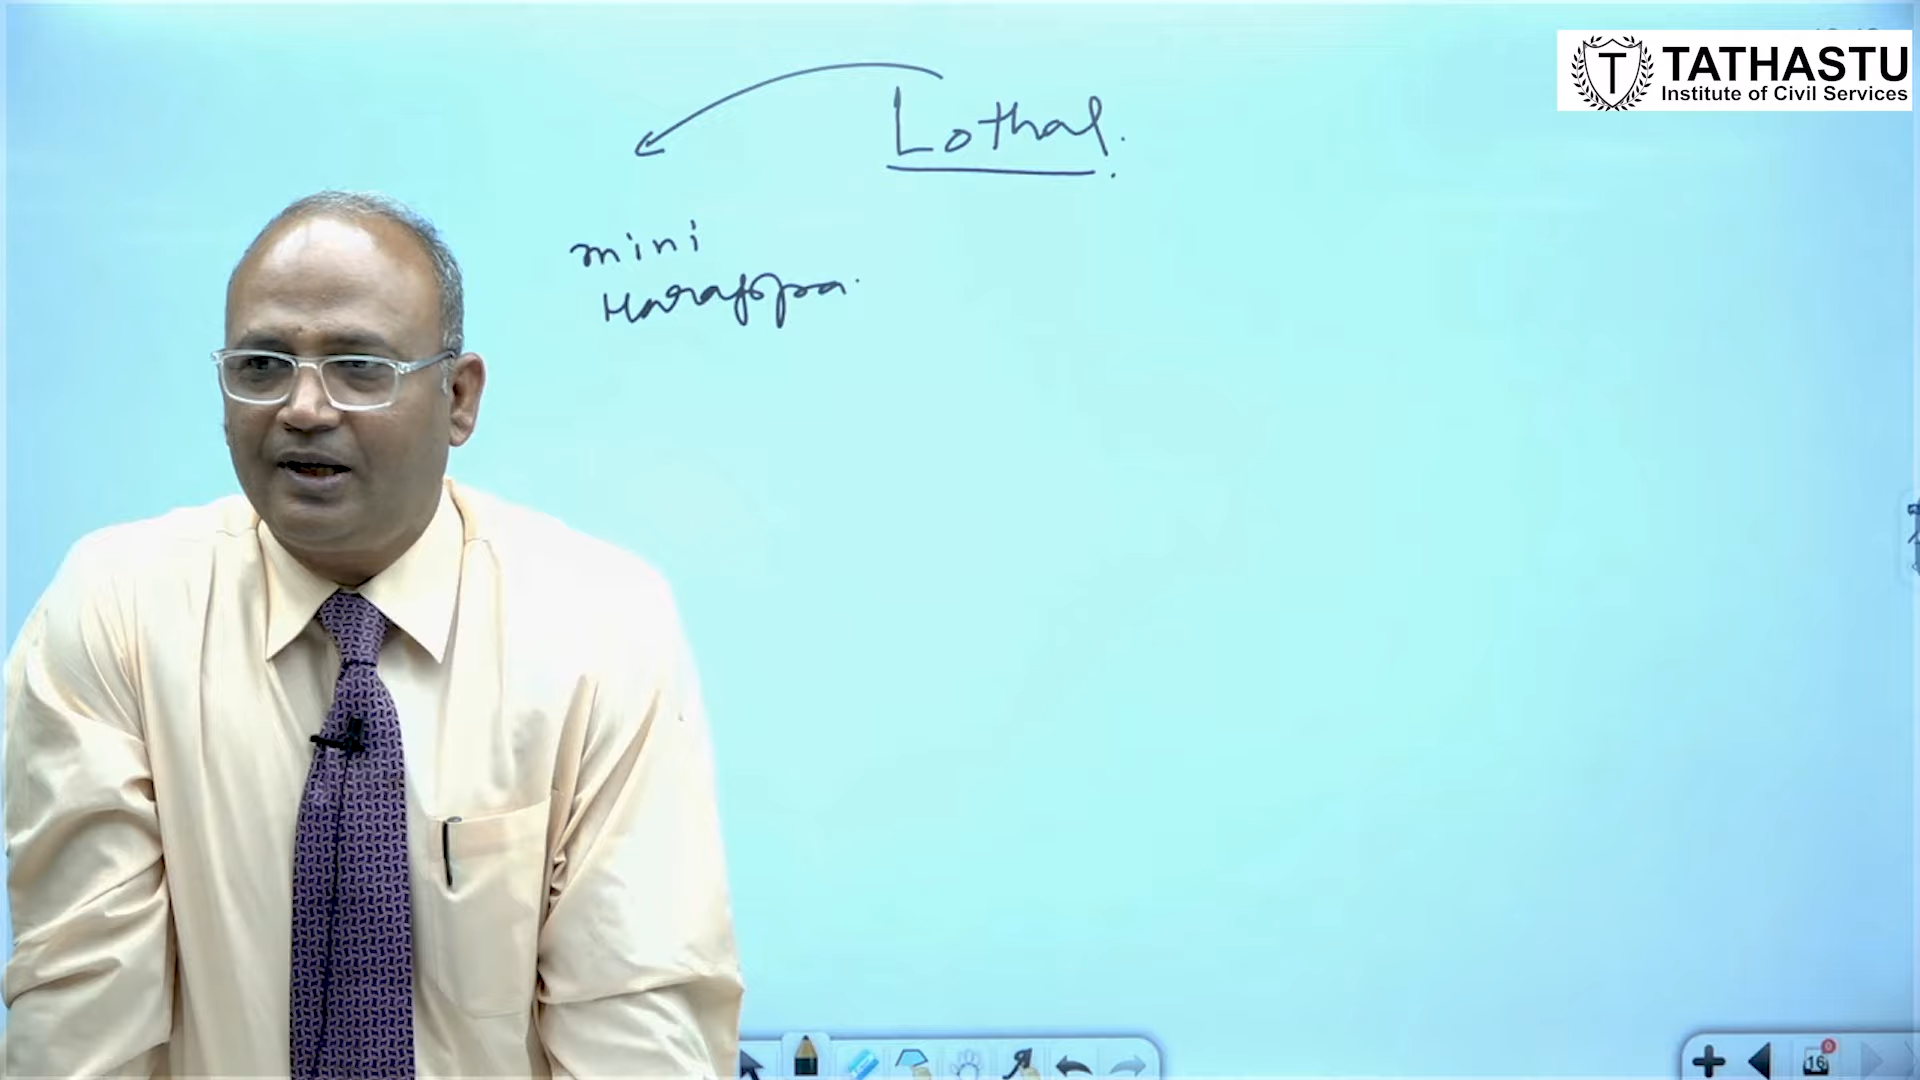 TATHASTU
Institute of Civil Services
T
Lothal.
mini
Harappa.
16